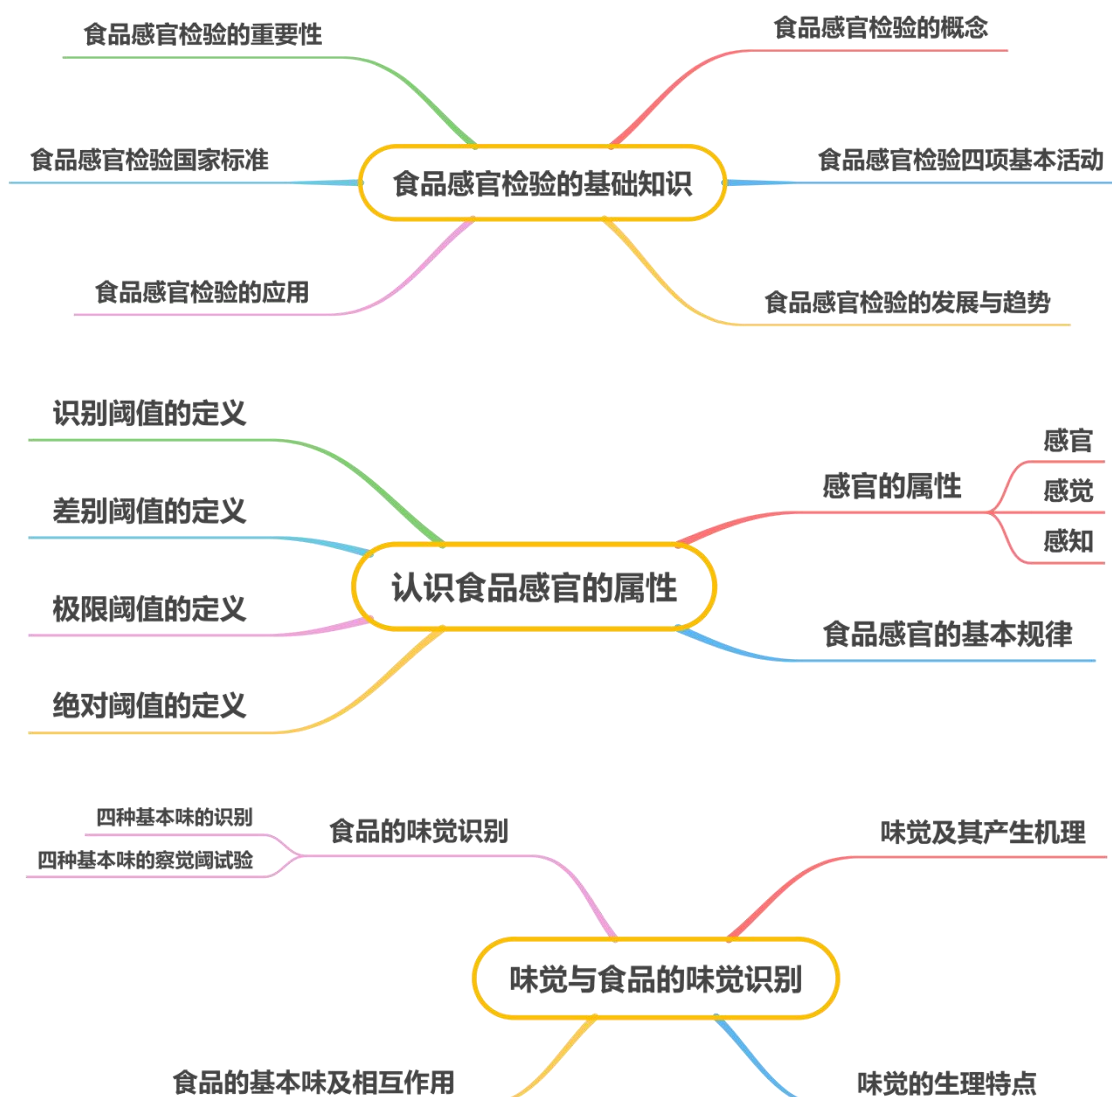 食品感官检验的重要性
食品感官检验的概念
食品感官检验国家标准
食品感官检验四项基本活动
食品感官检验的基础知识
食品感官检验的应用
食品感官检验的发展与趋势
识别阈值的定义
感官
感官的属性
感觉
差别阈值的定义
感知
认识食品感官的属性
极限阈值的定义
食品感官的基本规律
绝对阈值的定义
四种基本味的识别
食品的味觉识别
味觉及其产生机理
四种基本味的察觉阈试验
味觉与食品的味觉识别
食品的基本味及相互作用
味觉的生理特点